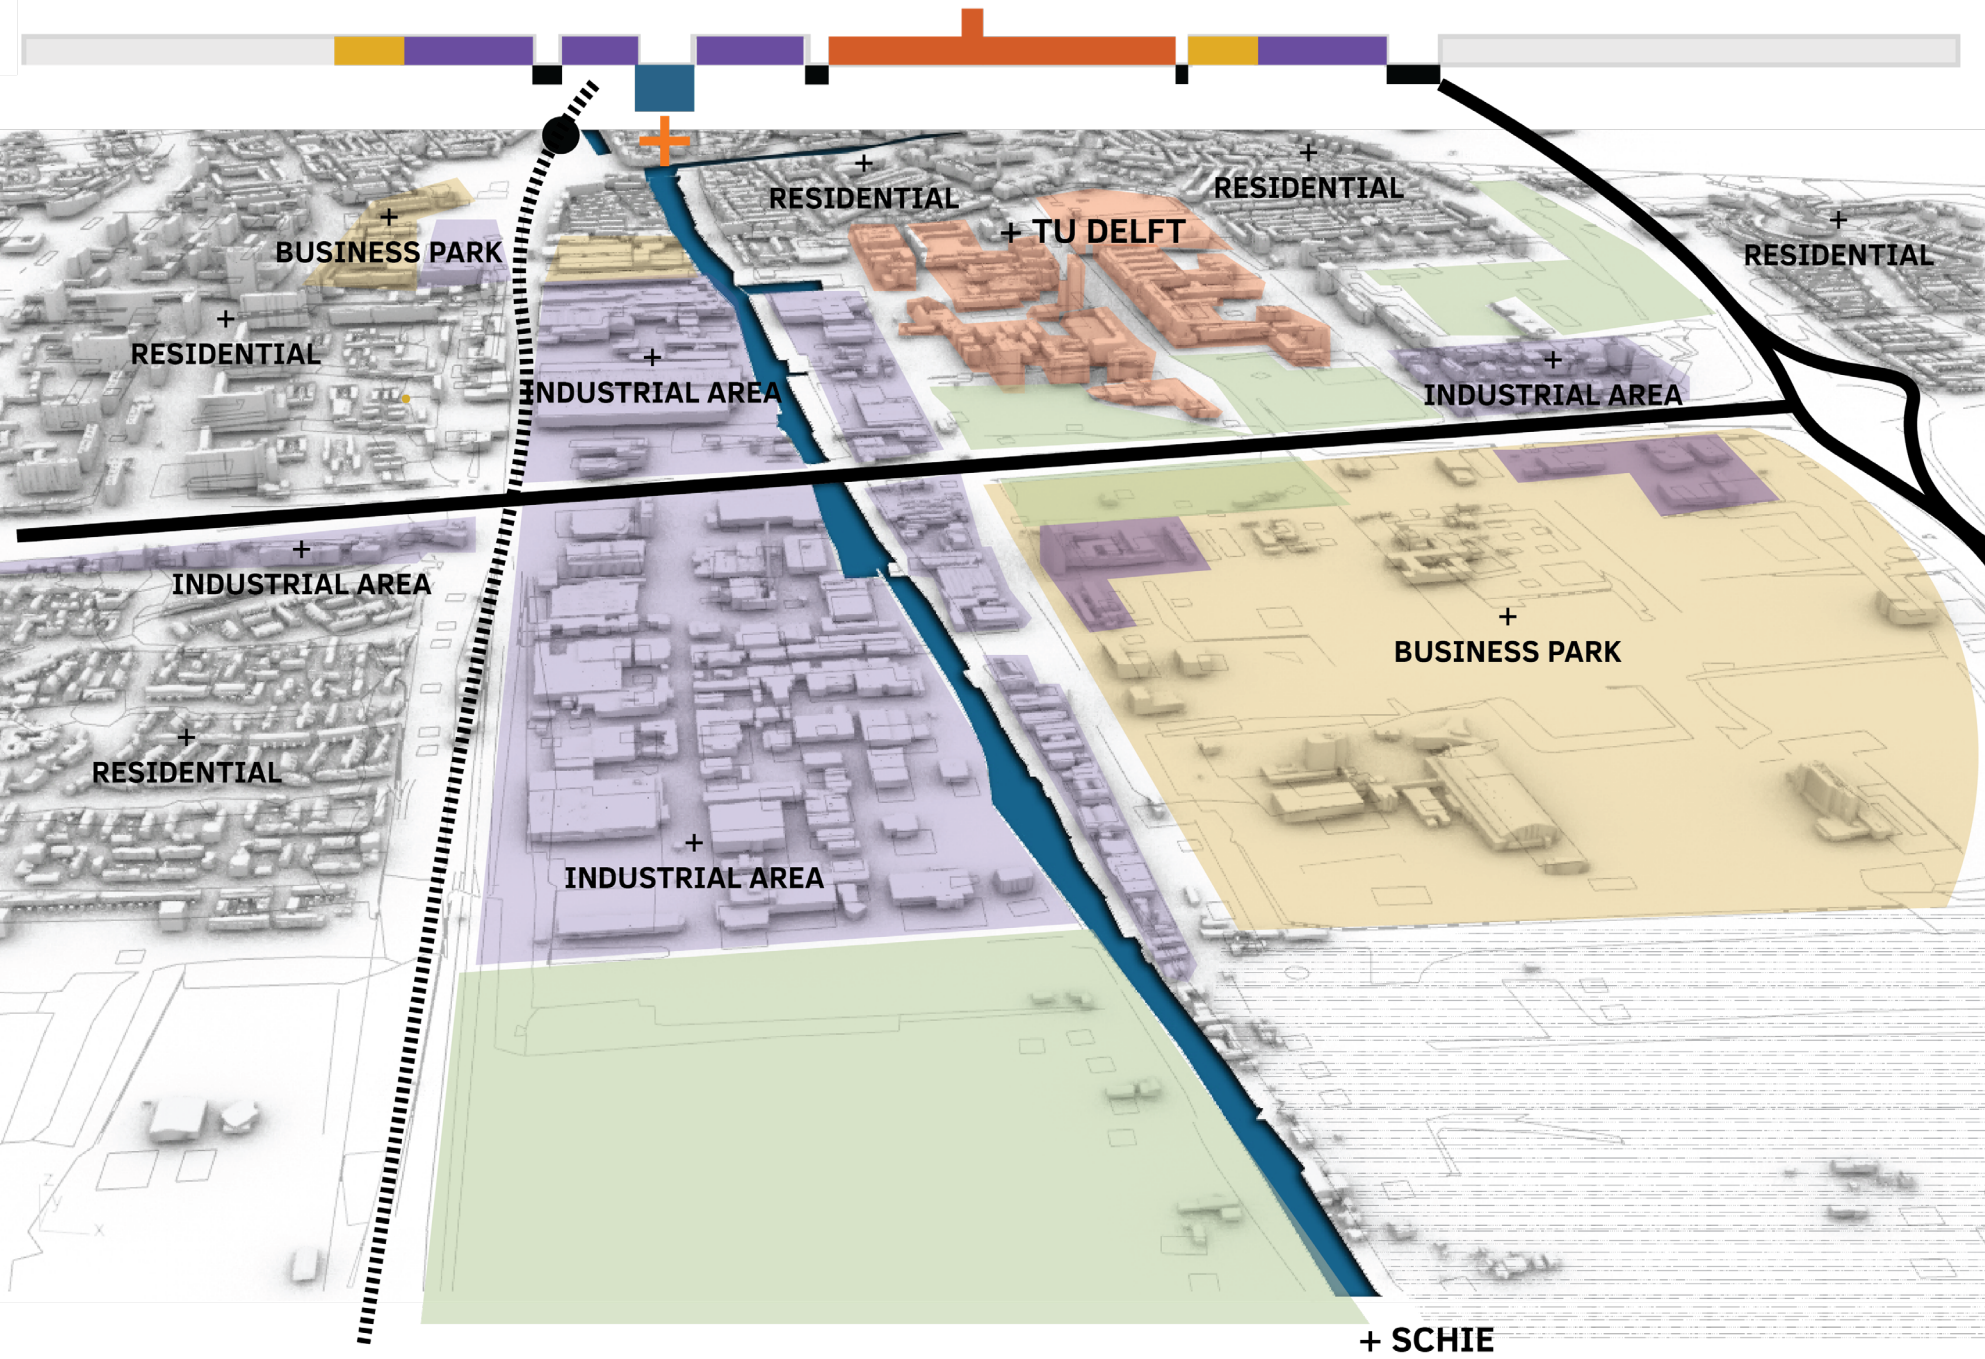 +
RESIDENTIAL
+
RESIDENTIAL
+ TU DELFT
+
BUSINESS PARK
+
RESIDENTIAL
+
RESIDENTIAL
+
INDUSTRIAL AREA
+
INDUSTRIAL AREA
+
INDUSTRIAL AREA
+
BUSINESS PARK
+
RESIDENTIAL
+
INDUSTRIAL AREA
z
y
x
+ SCHIE